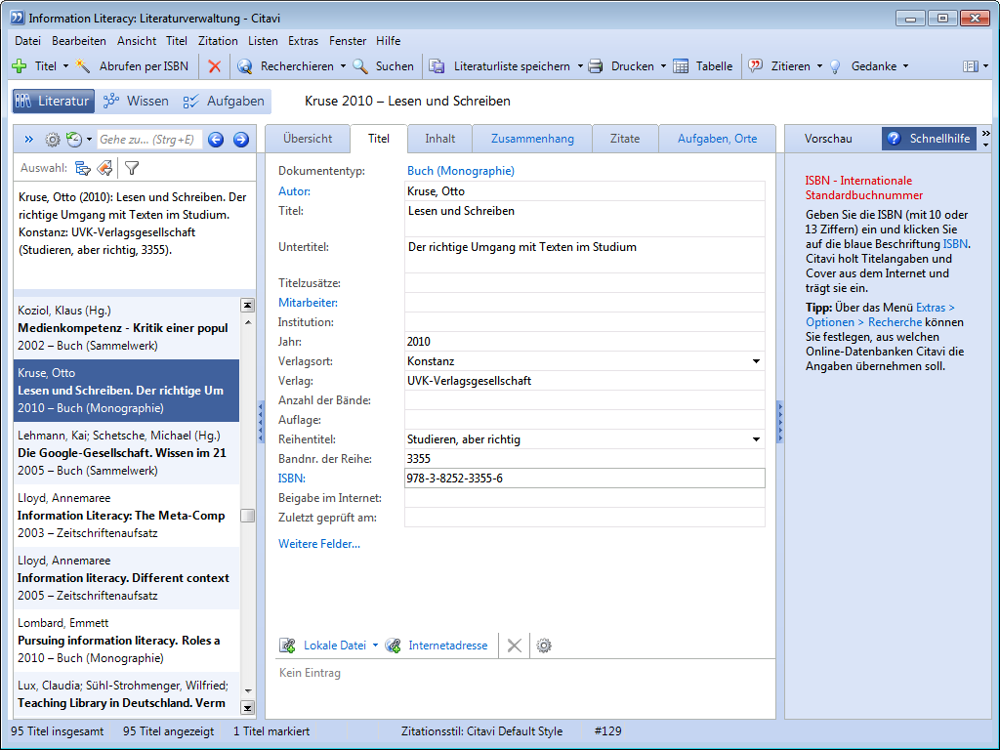 Information Literacy: Literaturverwaltung - Citavi
Datei Bearbeiten Ansicht Titel Zitation Listen Extras Fenster Hilfe
Titel Abrufen per ISBN Recherchieren Suchen Literaturliste speichern Drucken Tabelle Zitieren Gedanke
Literatur Wissen Aufgaben Kruse 2010 – Lesen und Schreiben
Gehe zu... (Strg+E)
Auswahl:
Kruse, Otto (2010): Lesen und Schreiben. Der
richtige Umgang mit Texten im Studium.
Konstanz: UVK-Verlagsgesellschaft
(Studieren, aber richtig, 3355).
Koziol, Klaus (Hg.)
Medienkompetenz - Kritik einer popul
2002 – Buch (Sammelwerk)
Kruse, Otto
Lesen und Schreiben. Der richtige Um
2010 – Buch (Monographie)
Lehmann, Kai; Schetsche, Michael (Hg.)
Die Google-Gesellschaft. Wissen im 21
2005 – Buch (Sammelwerk)
Lloyd, Annemaree
Information Literacy: The Meta-Comp
2003 – Zeitschriftenaufsatz
Lloyd, Annemaree
Information literacy. Different context
2005 – Zeitschriftenaufsatz
Lombard, Emmett
Pursuing information literacy. Roles a
2010 – Buch (Monographie)
Lux, Claudia; Sühl-Strohmenger, Wilfried;
Teaching Library in Deutschland. Verm
Übersicht Titel Inhalt Zusammenhang Zitate Aufgaben, Orte
Dokumententyp: Buch (Monographie)
Autor: Kruse, Otto
Titel: Lesen und Schreiben
Untertitel: Der richtige Umgang mit Texten im Studium
Titelzusätze:
Mitarbeiter:
Institution:
Jahr: 2010
Verlagsort: Konstanz
Verlag: UVK-Verlagsgesellschaft
Anzahl der Bände:
Auflage:
Reihentitel: Studieren, aber richtig
Bandnr. der Reihe: 3355
ISBN: 978-3-8252-3355-6
Beigabe im Internet:
Zuletzt geprüft am:
Weitere Felder...
Lokale Datei Internetadresse
Kein Eintrag
Vorschau Schnellhilfe
ISBN - Internationale
Standardbuchnummer
Geben Sie die ISBN (mit 10 oder
13 Ziffern) ein und klicken Sie
auf die blaue Beschriftung ISBN.
Citavi holt Titelangaben und
Cover aus dem Internet und
trägt sie ein.
Tipp: Über das Menü Extras >
Optionen > Recherche können
Sie festlegen, aus welchen
Online-Datenbanken Citavi die
Angaben übernehmen soll.
95 Titel insgesamt 95 Titel angezeigt 1 Titel markiert Zitationsstil: Citavi Default Style #129